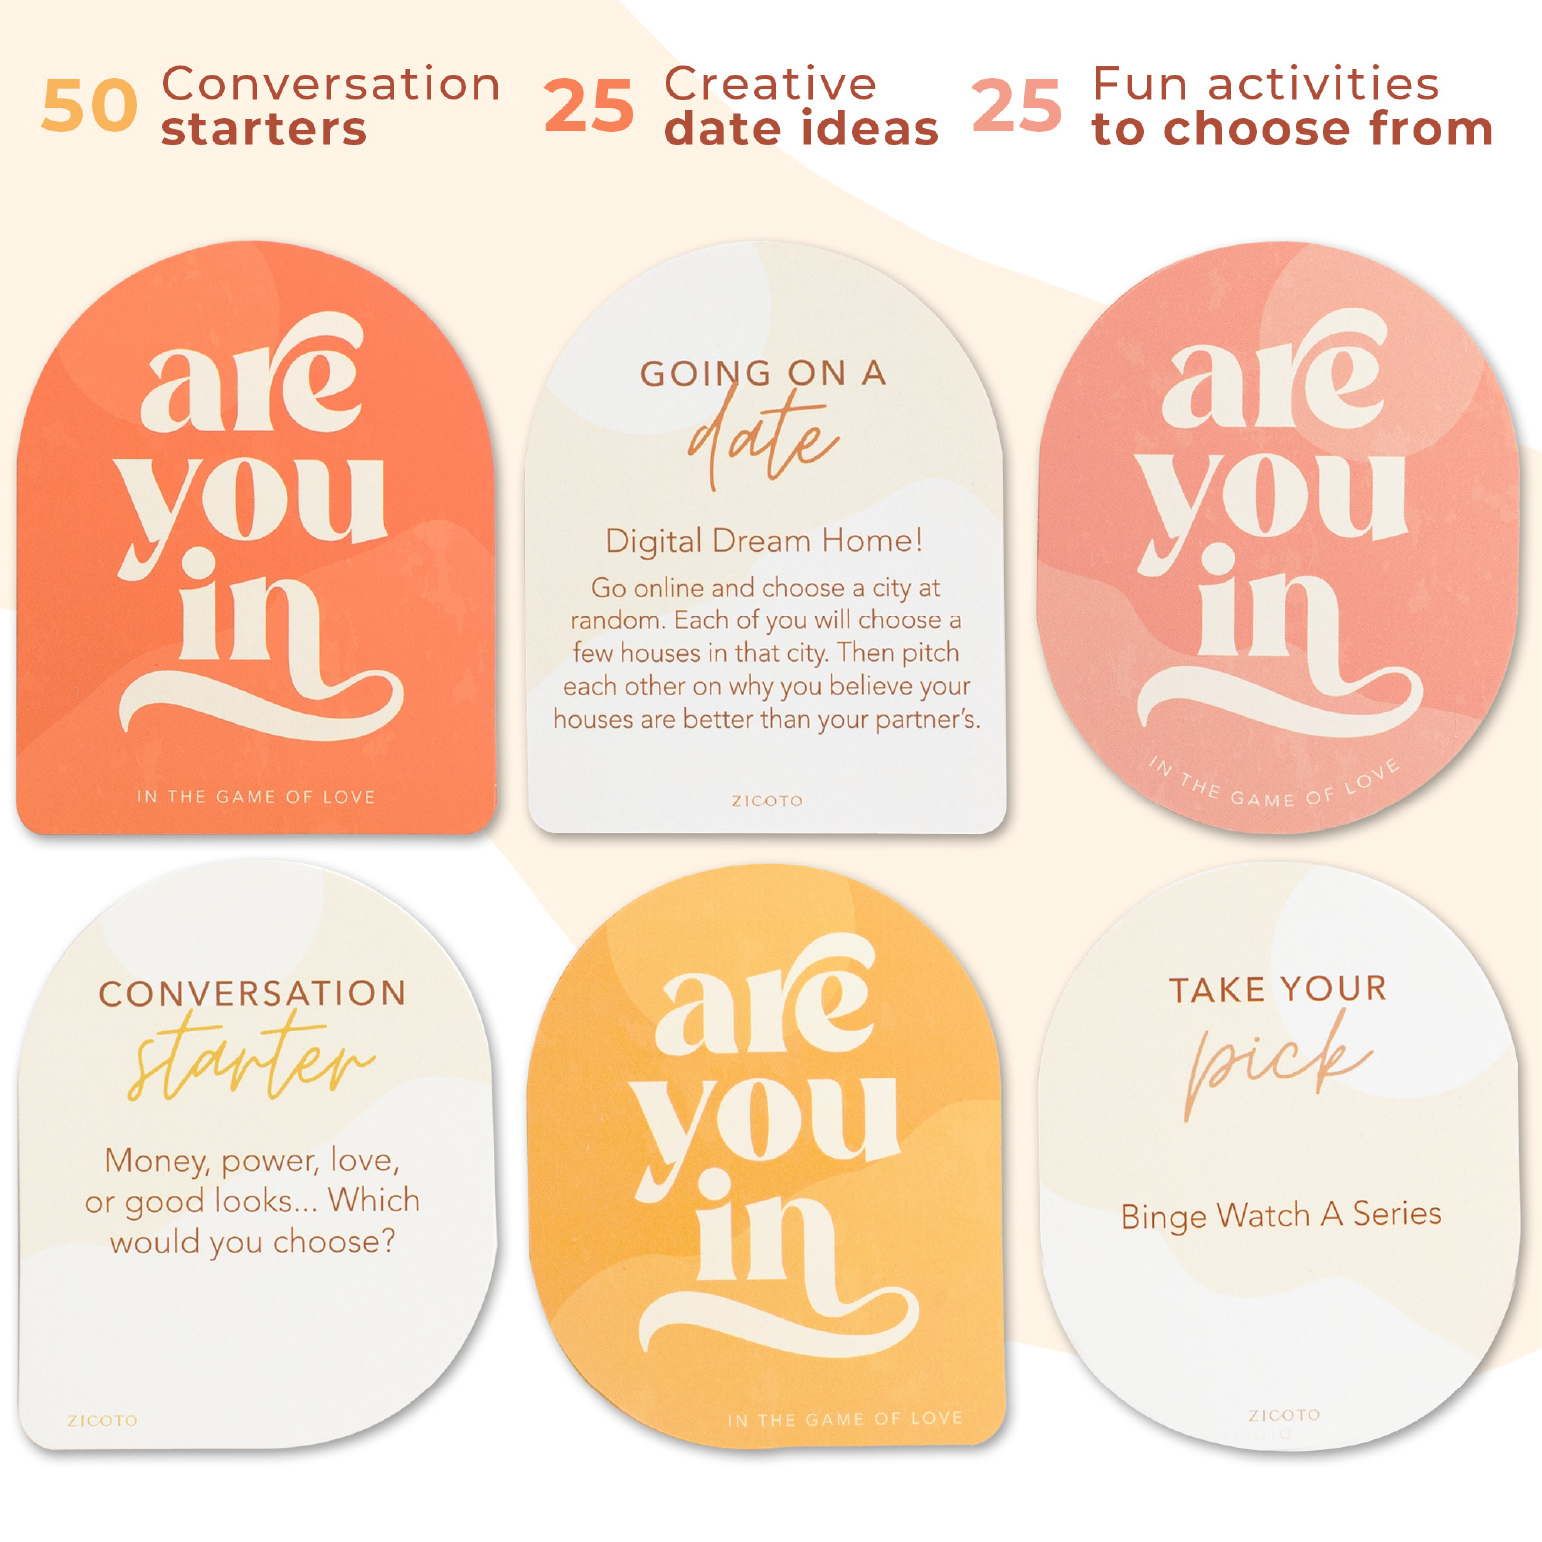 50 Conversation starters
25 Creative date ideas
25 Fun activities to choose from
are
you
in
IN THE GAME OF LOVE
GOING ON A
date
Digital Dream Home!
Go online and choose a city at
random. Each of you will choose a
few houses in that city. Then pitch
each other on why you believe your
houses are better than your partner's.
ZICOTO
are
you
in
IN THE GAME OF LOVE
CONVERSATION
starter
Money, power, love,
or good looks... Which
would you choose?
ZICOTO
are
you
in
IN THE GAME OF LOVE
TAKE YOUR
pick
Binge Watch A Series
ZICOTO